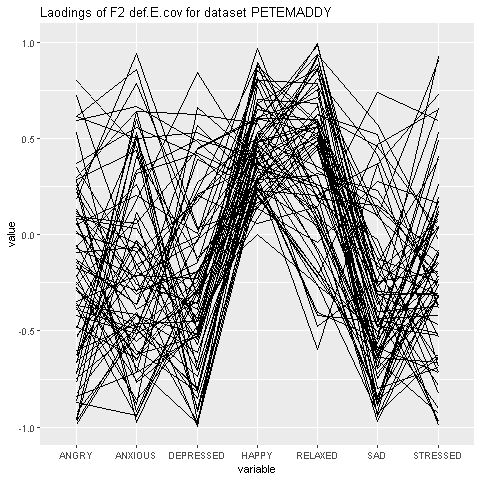 Laodings of F2 def.E.cov for dataset PETEMADDY
1.0
0.5
0.0
-0.5
-1.0
value
ANGRY ANXIOUS DEPRESSED HAPPY RELAXED SAD STRESSED
variable